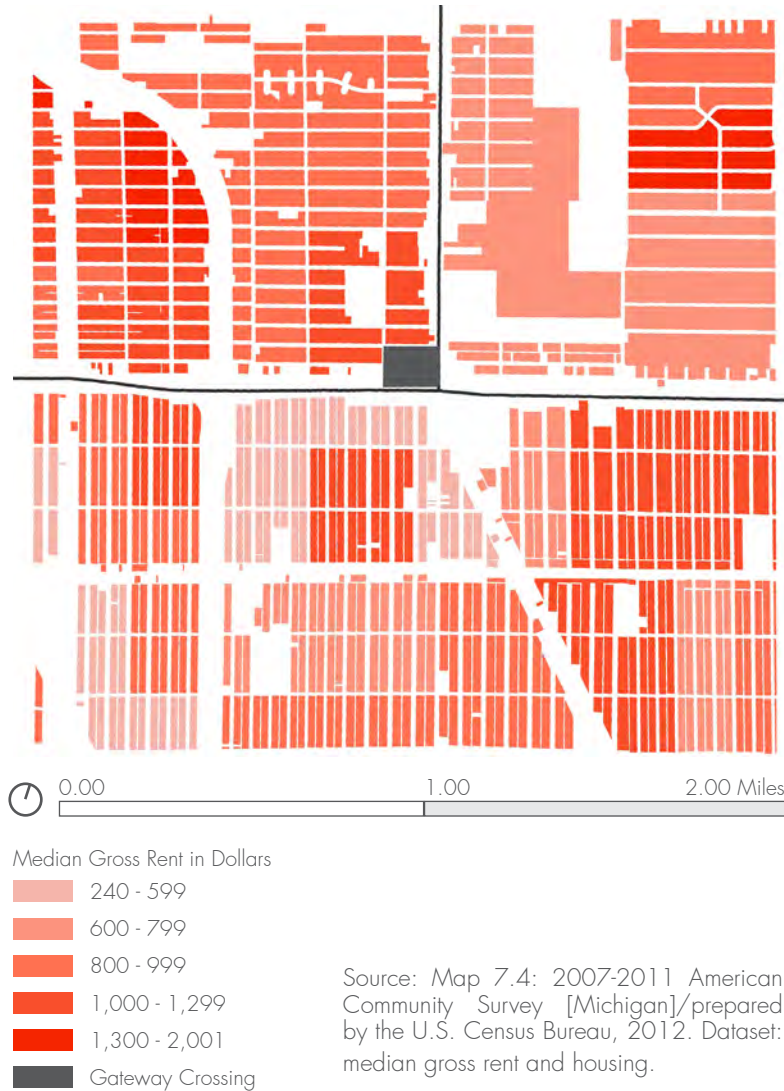 0.00 1.00 2.00 Miles
Median Gross Rent in Dollars
240 - 599
600 - 799
800 - 999
1,000 - 1,299
1,300 - 2,001
Gateway Crossing
Source: Map 7.4: 2007-2011 American
Community Survey [Michigan]/prepared
by the U.S. Census Bureau, 2012. Dataset:
median gross rent and housing.